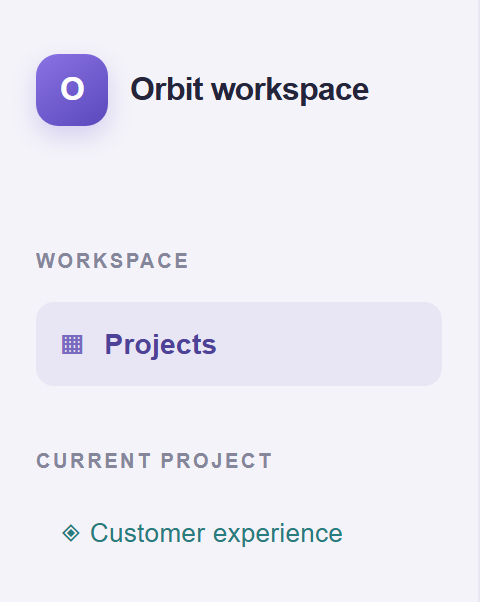 O
Orbit workspace
WORKSPACE
▦ Projects
CURRENT PROJECT
◈ Customer experience